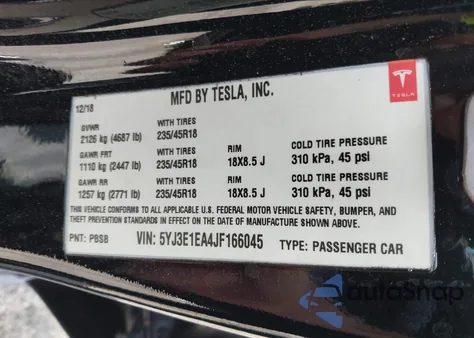 MFD BY TESLA, INC.
TESLA
12/18
GVWR WITH TIRES
2126 kg (4687 lb) 235/45R18
GAWR FRT WITH TIRES RIM COLD TIRE PRESSURE
1110 kg (2447 lb) 235/45R18 18X8.5 J 310 kPa, 45 psi
GAWR RR WITH TIRES RIM COLD TIRE PRESSURE
1257 kg (2771 lb) 235/45R18 18X8.5 J 310 kPa, 45 psi
THIS VEHICLE CONFORMS TO ALL APPLICABLE U.S. FEDERAL MOTOR VEHICLE SAFETY, BUMPER, AND
THEFT PREVENTION STANDARDS IN EFFECT ON THE DATE OF MANUFACTURE SHOWN ABOVE.
PNT: PBSB VIN: 5YJ3E1EA4JF166045 TYPE: PASSENGER CAR
autoSnap